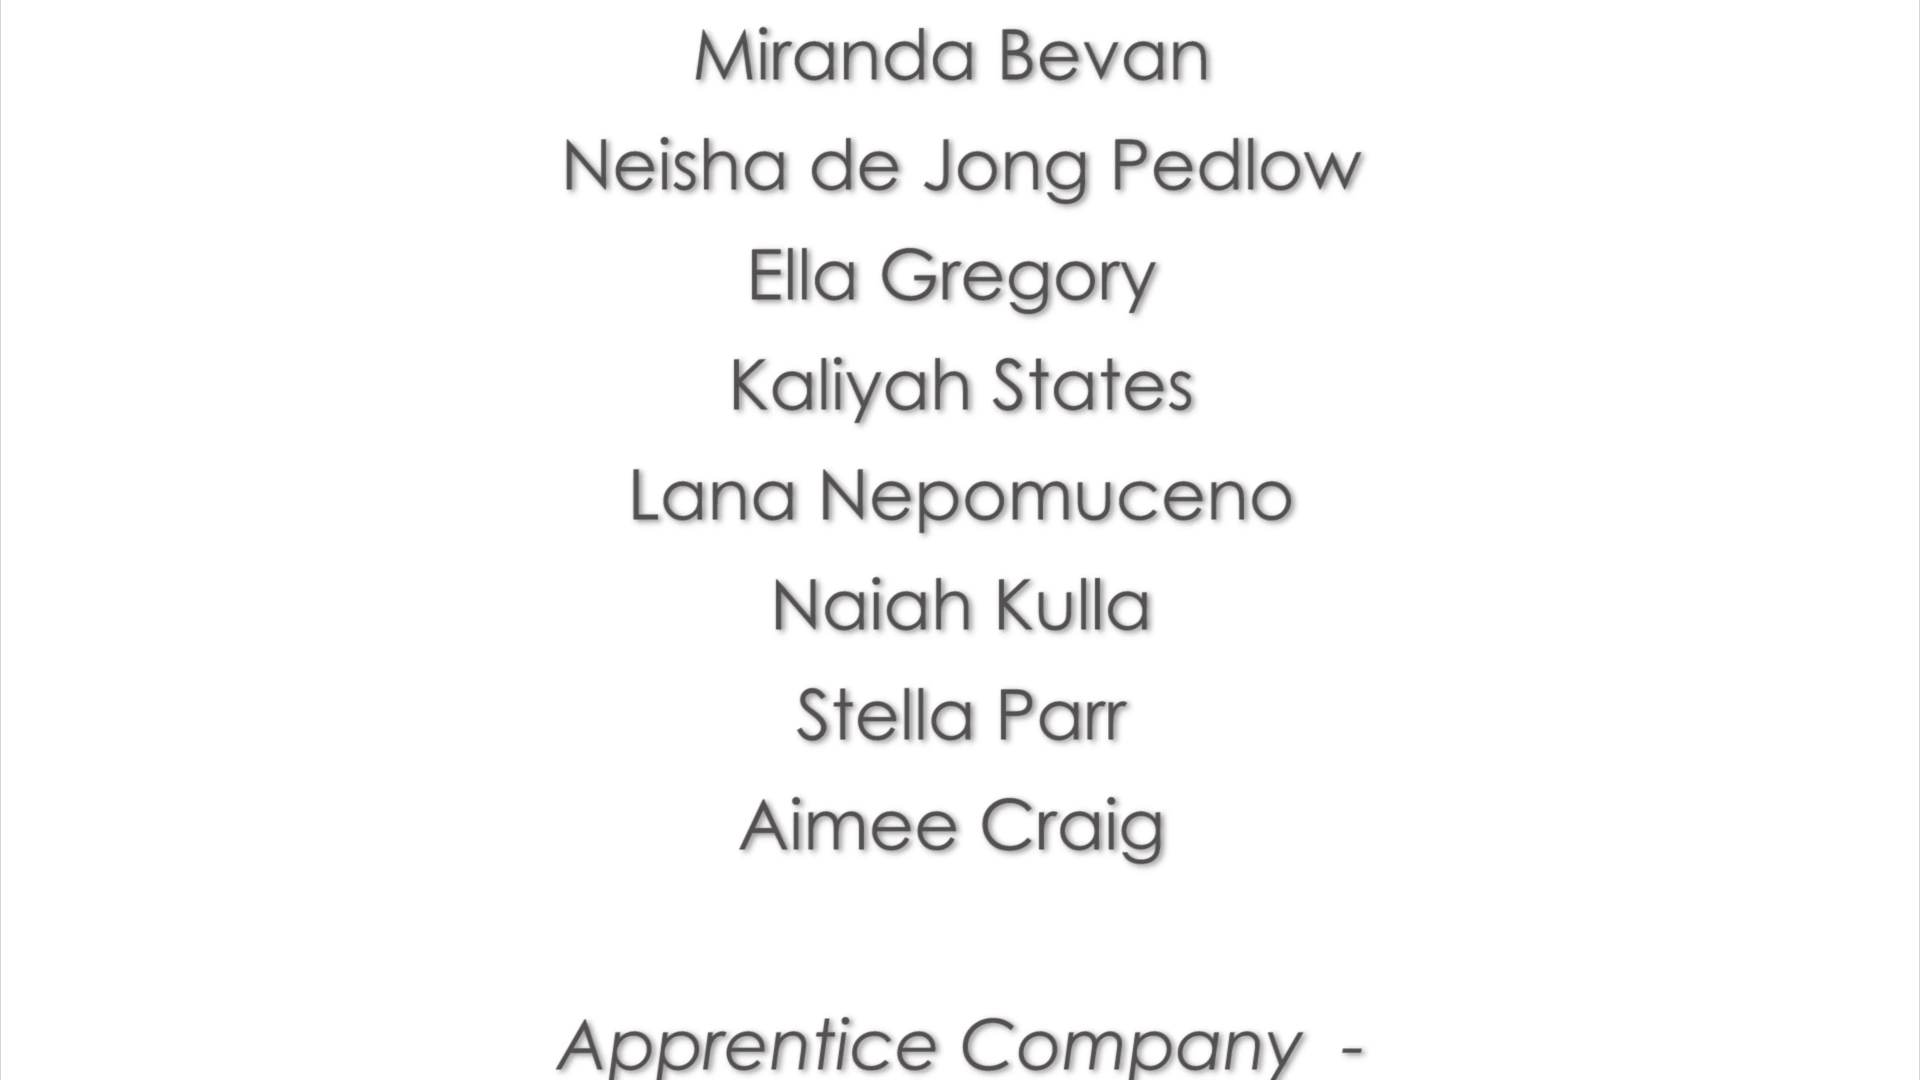 Miranda Bevan
Neisha de Jong Pedlow
Ella Gregory
Kaliyah States
Lana Nepomuceno
Naiah Kulla
Stella Parr
Aimee Craig
Apprentice Company -